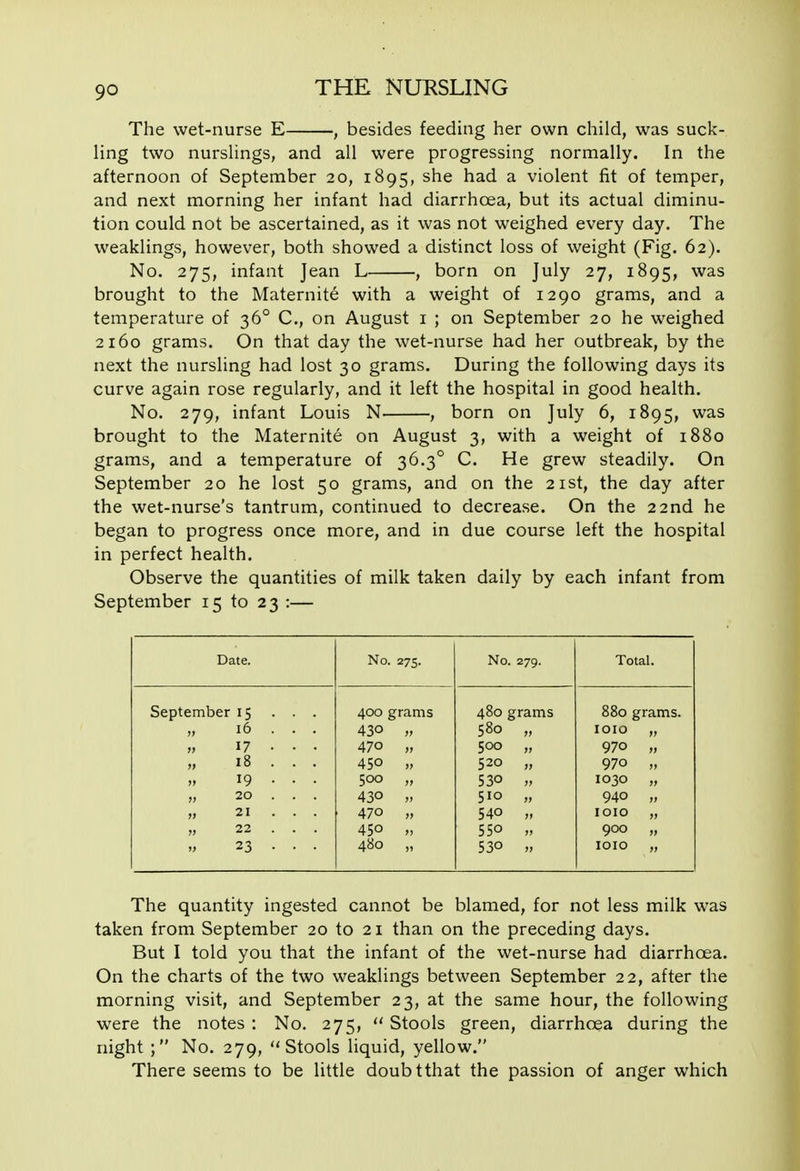 90 THE NURSLING
The wet-nurse E———, besides feeding her own child, was suck-
ling two nurslings, and all were progressing normally. In the
afternoon of September 20, 1895, she had a violent fit of temper,
and next morning her infant had diarrhœa, but its actual diminu-
tion could not be ascertained, as it was not weighed every day. The
weaklings, however, both showed a distinct loss of weight (Fig. 62).
No. 275, infant Jean L———, born on July 27, 1895, was
brought to the Maternité with a weight of 1290 grams, and a
temperature of 36° C., on August 1 ; on September 20 he weighed
2160 grams. On that day the wet-nurse had her outbreak, by the
next the nursling had lost 30 grams. During the following days its
curve again rose regularly, and it left the hospital in good health.
No. 279, infant Louis N———, born on July 6, 1895, was
brought to the Maternité on August 3, with a weight of 1880
grams, and a temperature of 36.3° C. He grew steadily. On
September 20 he lost 50 grams, and on the 21st, the day after
the wet-nurse's tantrum, continued to decrease. On the 22nd he
began to progress once more, and in due course left the hospital
in perfect health.
Observe the quantities of milk taken daily by each infant from
September 15 to 23 :—
Date. No. 275. No. 279. Total.
September 15 . . . 400 grams 480 grams 880 grams.
„ 16 . . . 430 „ 580 „ 1010 „
„ 17 . . . 470 „ 500 „ 970 „
„ 18 . . . 450 „ 520 „ 970 „
„ 19 . . . 500 „ 530 „ 1030 „
„ 20 . . . 430 „ 510 „ 940 „
„ 21 . . . 470 „ 540 „ 1010 „
„ 22 . . . 450 „ 550 „ 900 „
„ 23 . . . 480 „ 530 „ 1010 „
The quantity ingested cannot be blamed, for not less milk was
taken from September 20 to 21 than on the preceding days.
But I told you that the infant of the wet-nurse had diarrhœa.
On the charts of the two weaklings between September 22, after the
morning visit, and September 23, at the same hour, the following
were the notes : No. 275, “ Stools green, diarrhœa during the
night ; ” No. 279, “ Stools liquid, yellow.”
There seems to be little doubtthat the passion of anger which